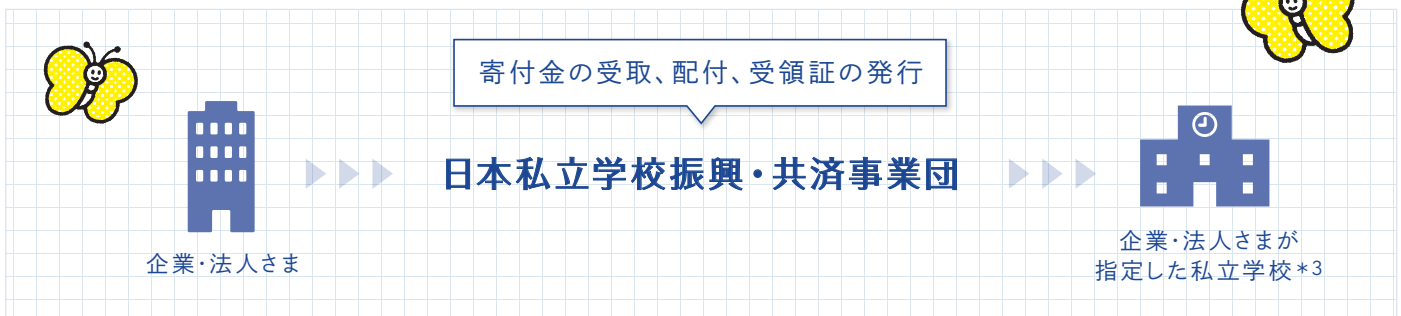 寄付金の受取、配付、受領証の発行
日本私立学校振興・共済事業団
企業・法人さま
企業・法人さまが
指定した私立学校*3